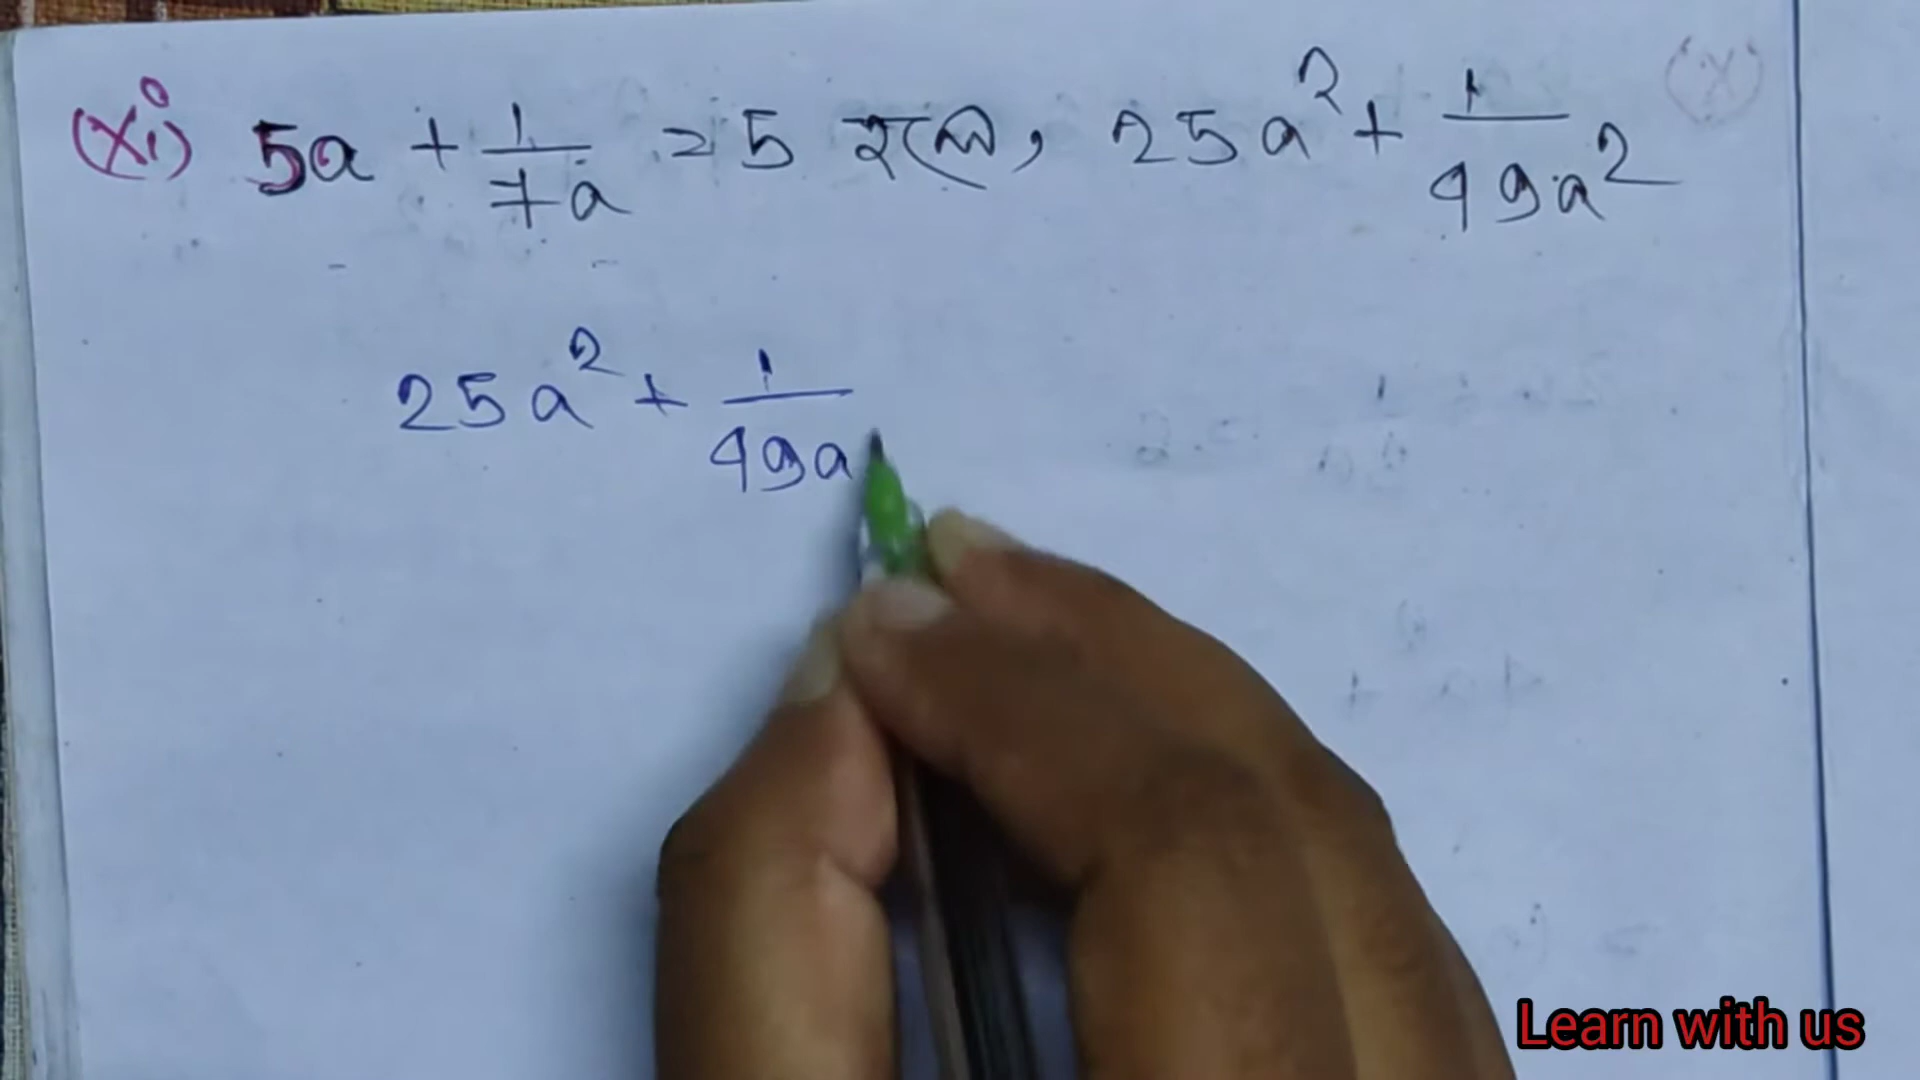 (xi) 5a + 1/7a = 5 হলে, 25a² + 1/49a²
25a² + 1/49a
Learn with us